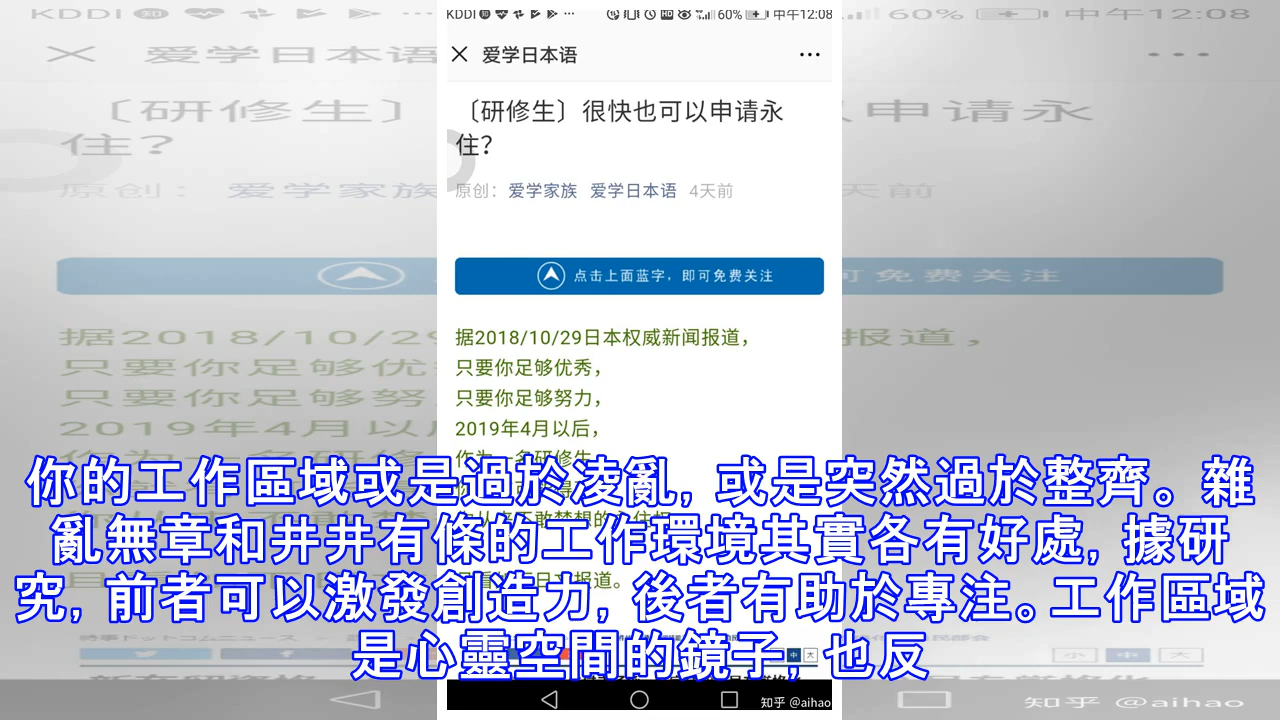 KDDI 60% 中午12:08
爱学日本语
〔研修生〕很快也可以申请永
住？
原创： 爱学家族 爱学日本语 4天前
点击上面蓝字，即可免费关注
据2018/10/29日本权威新闻报道，
只要你足够优秀，
只要你足够努力，
2019年4月以后，
你的工作區域或是過於淩亂, 或是突然過於整齊。雜
亂無章和井井有條的工作環境其實各有好處, 據研
究, 前者可以激發創造力, 後者有助於專注。工作區域
是心靈空間的鏡子, 也反
知乎 @aihao